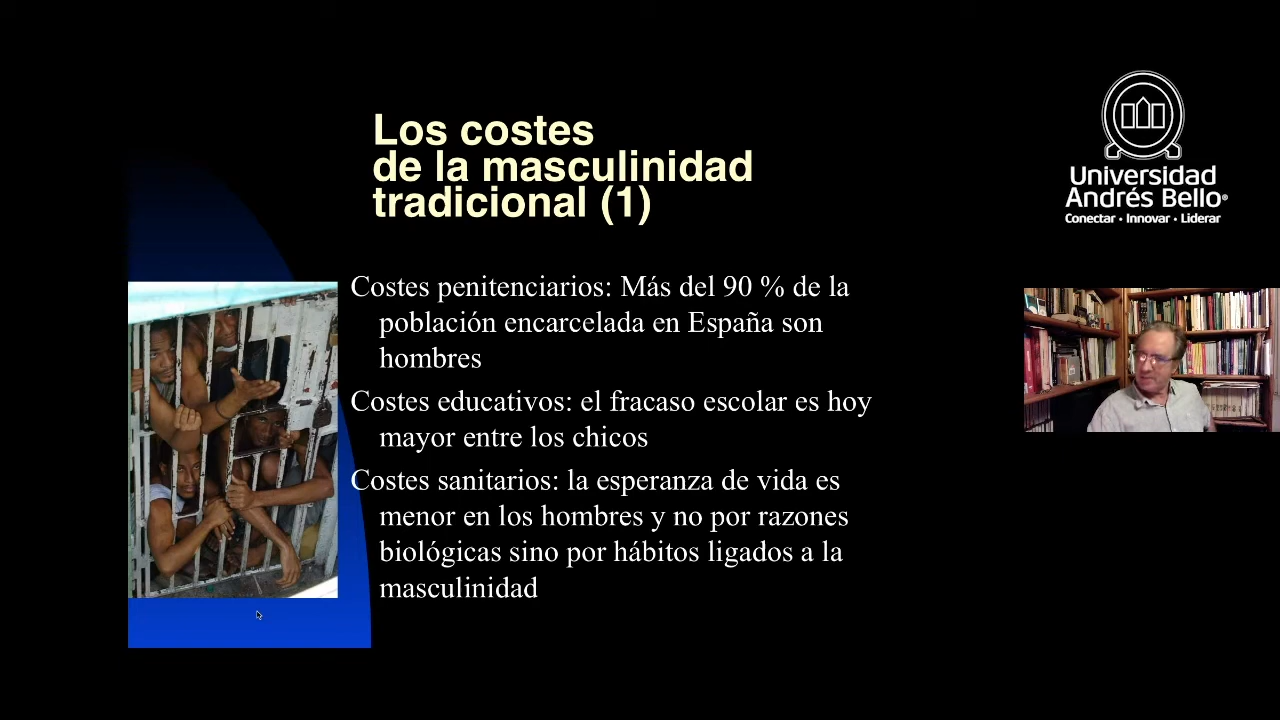 Los costes
de la masculinidad
tradicional (1)
Universidad
Andrés Bello®
Conectar • Innovar • Liderar
Costes penitenciarios: Más del 90 % de la
población encarcelada en España son
hombres
Costes educativos: el fracaso escolar es hoy
mayor entre los chicos
Costes sanitarios: la esperanza de vida es
menor en los hombres y no por razones
biológicas sino por hábitos ligados a la
masculinidad